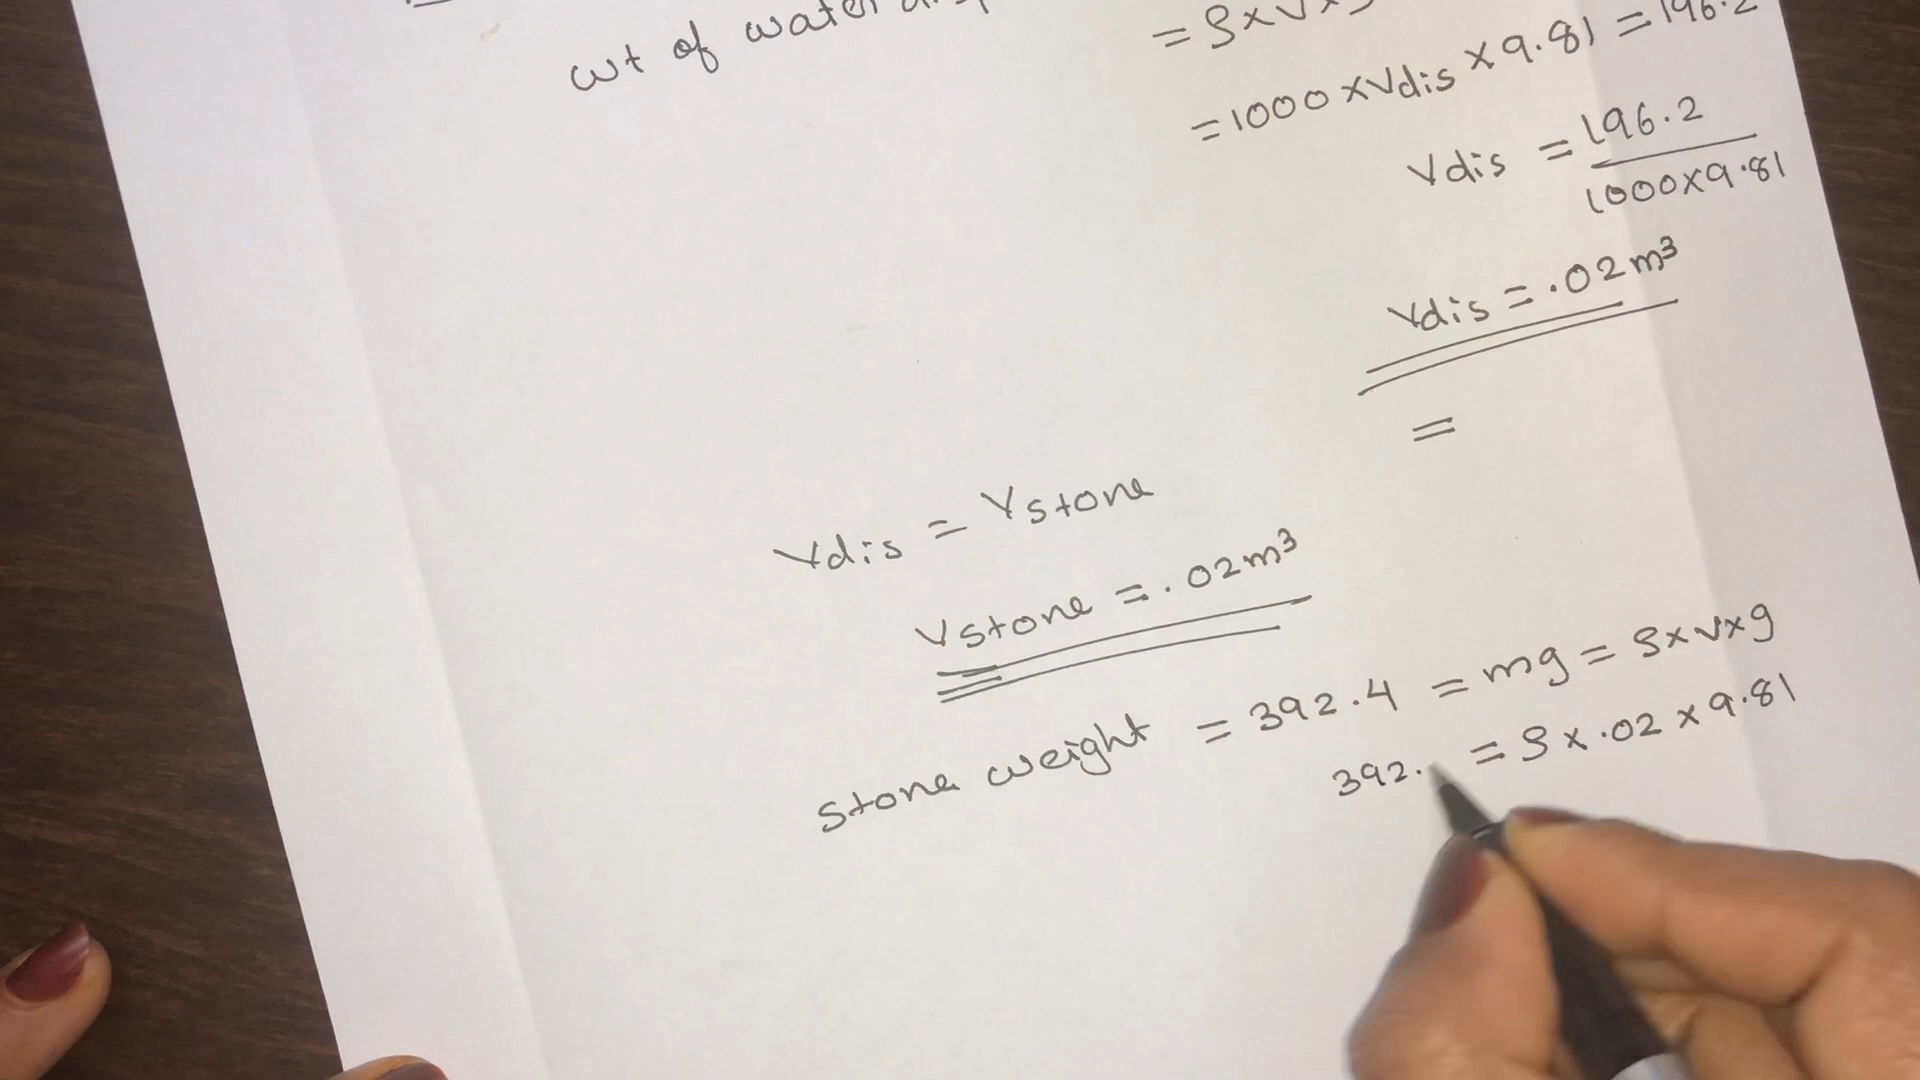 wt of water
= ρ×V×g
= 1000 × Vdis × 9.81 = 196.2
Vdis = 196.2
1000×9.81
Vdis = .02 m³
=
Vdis = Vstone
Vstone = .02 m³
stone weight = 392.4 = mg = ρ×V×g
392. = ρ × .02 × 9.81